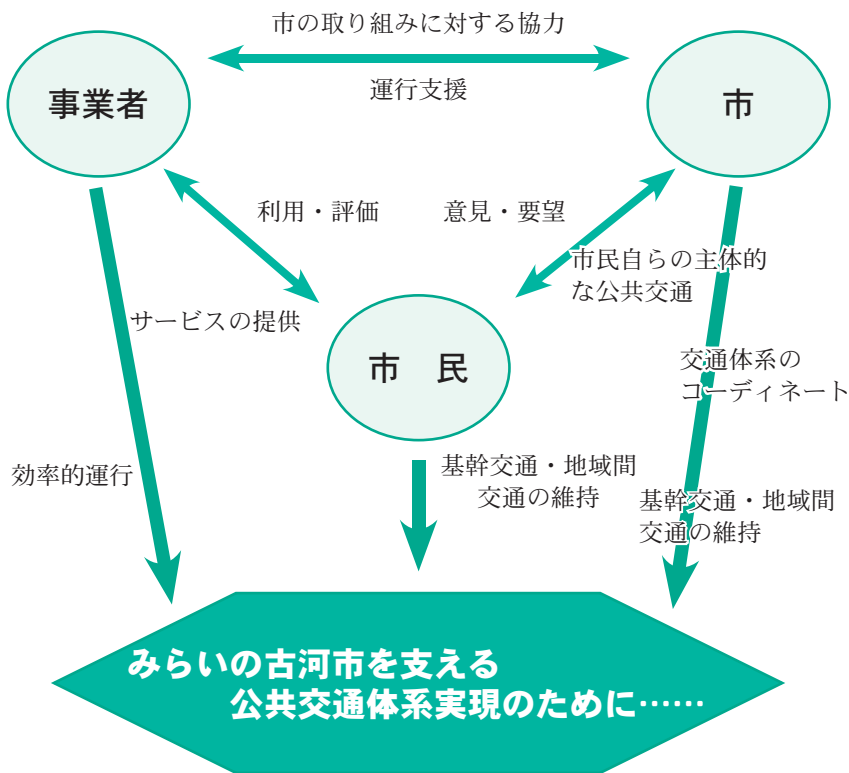 市の取り組みに対する協力
運行支援
事業者
市
利用・評価
意見・要望
市民自らの主体的
な公共交通
サービスの提供
市 民
交通体系の
コーディネート
効率的運行
基幹交通・地域間
交通の維持
基幹交通・地域間
交通の維持
みらいの古河市を支える
公共交通体系実現のために……